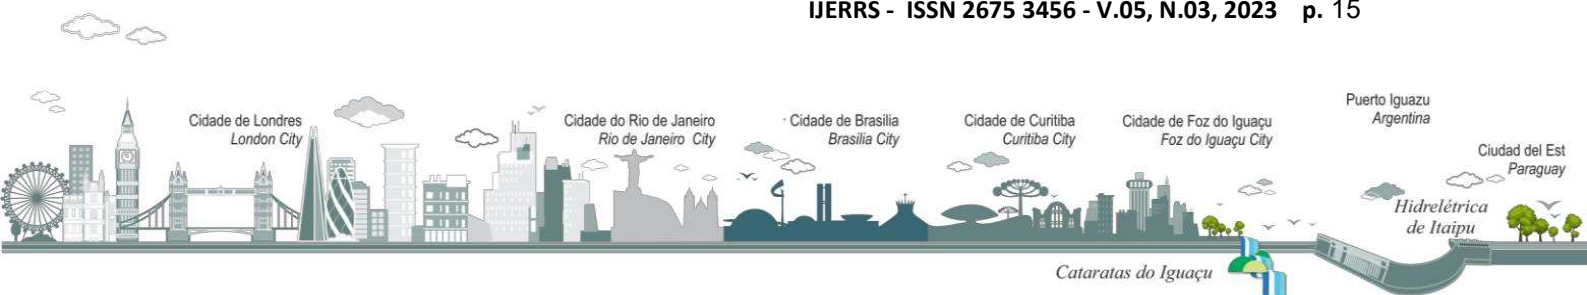 IJERRS - ISSN 2675 3456 - V.05, N.03, 2023 p. 15
Cidade de Londres
London City
Cidade do Rio de Janeiro
Rio de Janeiro City
Cidade de Brasilia
Brasilia City
Cidade de Curitiba
Curitiba City
Cidade de Foz do Iguaçu
Foz do Iguaçu City
Puerto Iguazu
Argentina
Ciudad del Est
Paraguay
Hidrelétrica
de Itaipu
Cataratas do Iguaçu